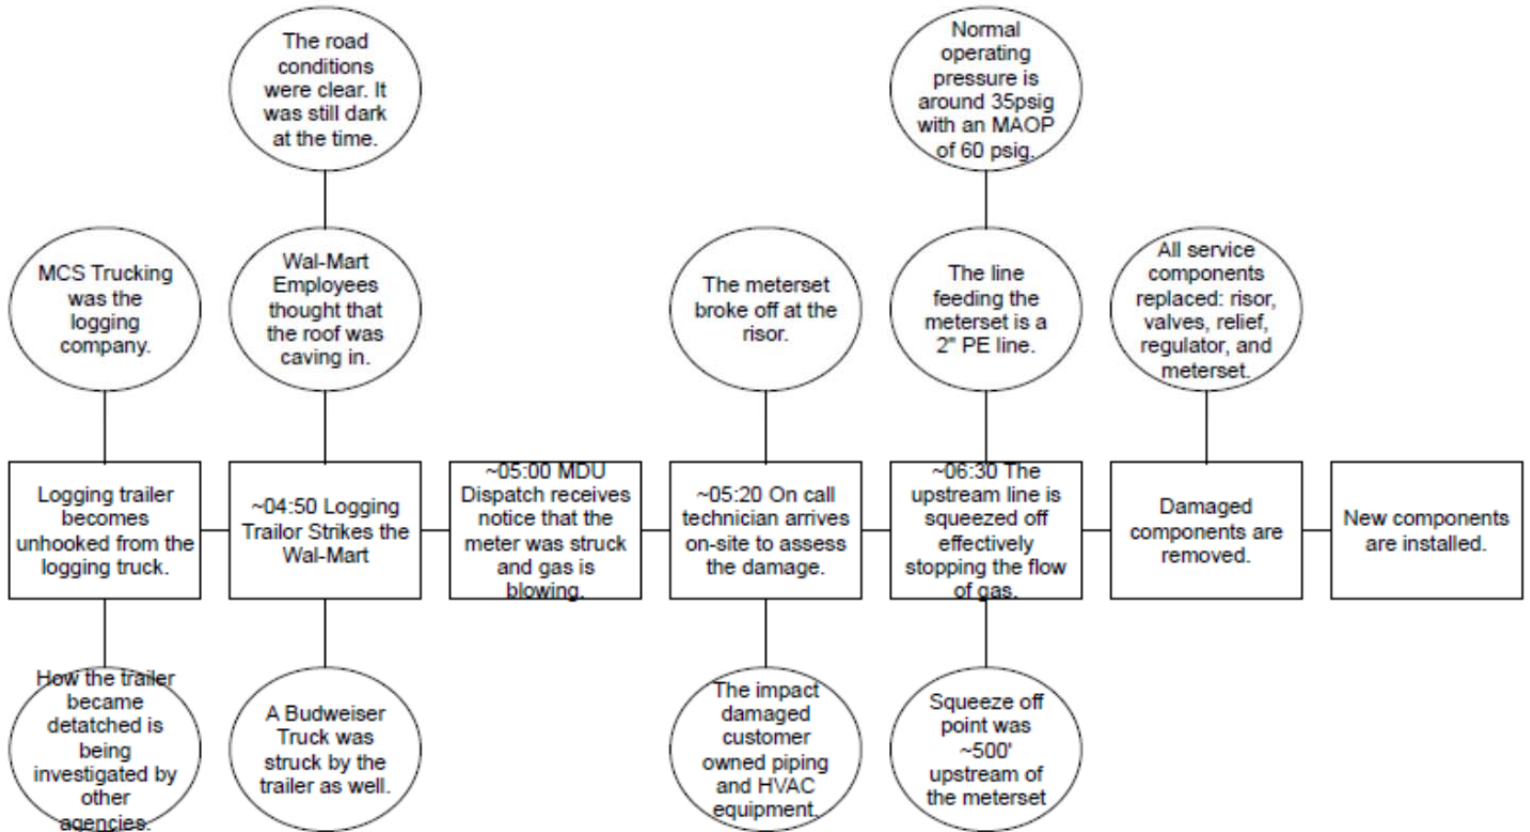 The road
conditions
were clear. It
was still dark
at the time.
Normal
operating
pressure is
around 35psig
with an MAOP
of 60 psig.
MCS Trucking
was the
logging
company.
Wal-Mart
Employees
thought that
the roof was
caving in.
The meterset
broke off at the
risor.
The line
feeding the
meterset is a
2" PE line.
All service
components
replaced: risor,
valves, relief,
regulator, and
meterset.
Logging trailer
becomes
unhooked from the
logging truck.
~04:50 Logging
Trailor Strikes the
Wal-Mart
~05:00 MDU
Dispatch receives
notice that the
meter was struck
and gas is
blowing.
~05:20 On call
technician arrives
on-site to assess
the damage.
~06:30 The
upstream line is
squeezed off
effectively
stopping the flow
of gas.
Damaged
components are
removed.
New components
are installed.
How the trailer
became
detatched is
being
investigated by
other
agencies.
A Budweiser
Truck was
struck by the
trailer as well.
The impact
damaged
customer
owned piping
and HVAC
equipment.
Squeeze off
point was
~500'
upstream of
the meterset